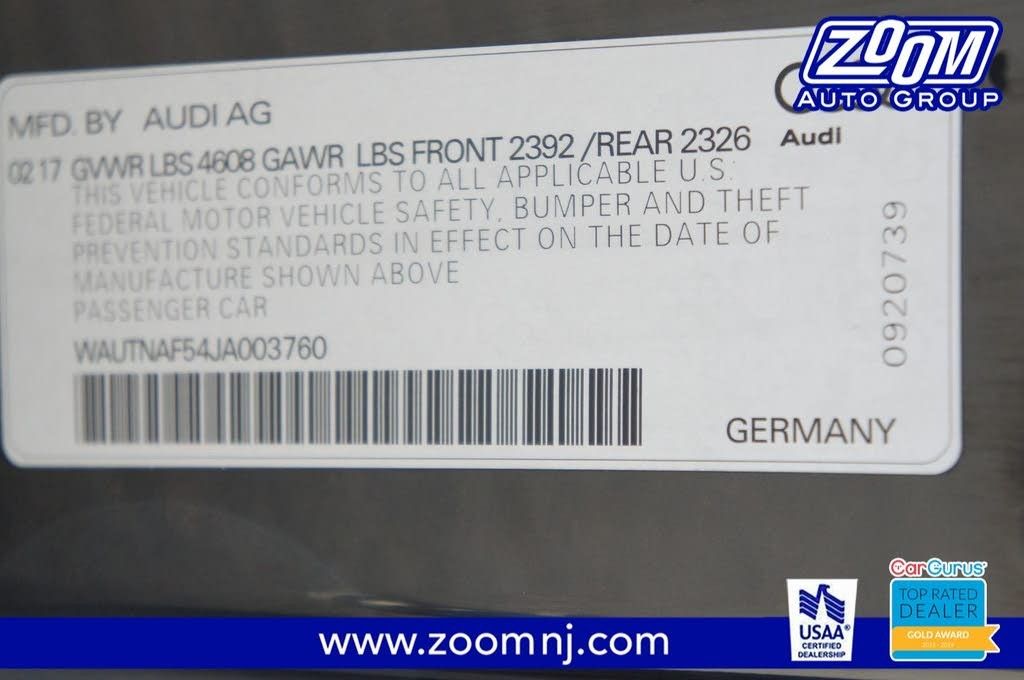 ZOOM
AUTO GROUP
MFD. BY AUDI AG
Audi
02 17 GVWR LBS 4608 GAWR LBS FRONT 2392 /REAR 2326
THIS VEHICLE CONFORMS TO ALL APPLICABLE U.S.
FEDERAL MOTOR VEHICLE SAFETY, BUMPER AND THEFT
PREVENTION STANDARDS IN EFFECT ON THE DATE OF
MANUFACTURE SHOWN ABOVE
PASSENGER CAR
WAUTNAF54JA003760
0920739
GERMANY
www.zoomnj.com
USAA®
CERTIFIED
DEALERSHIP
CarGurus
TOP RATED
DEALER
GOLD AWARD